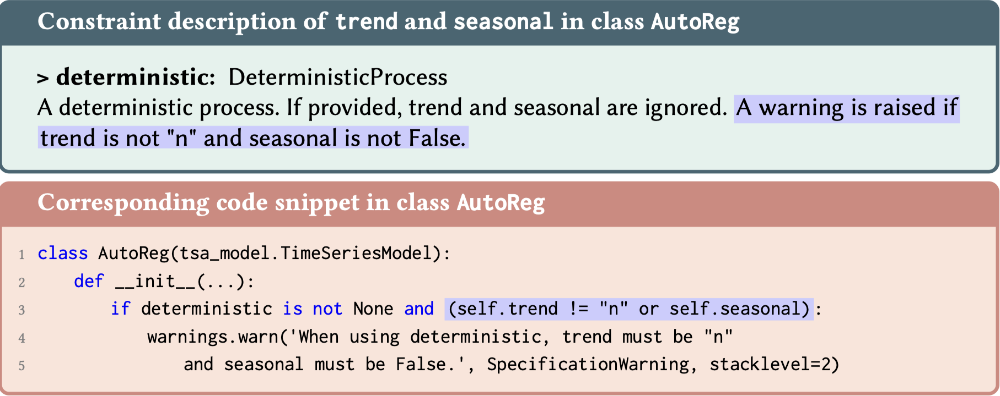 Constraint description of trend and seasonal in class AutoReg
> deterministic: DeterministicProcess
A deterministic process. If provided, trend and seasonal are ignored. A warning is raised if
trend is not "n" and seasonal is not False.
Corresponding code snippet in class AutoReg
1 class AutoReg(tsa_model.TimeSeriesModel):
2 def __init__(...):
3 if deterministic is not None and (self.trend != "n" or self.seasonal):
4 warnings.warn('When using deterministic, trend must be "n"
5 and seasonal must be False.', SpecificationWarning, stacklevel=2)